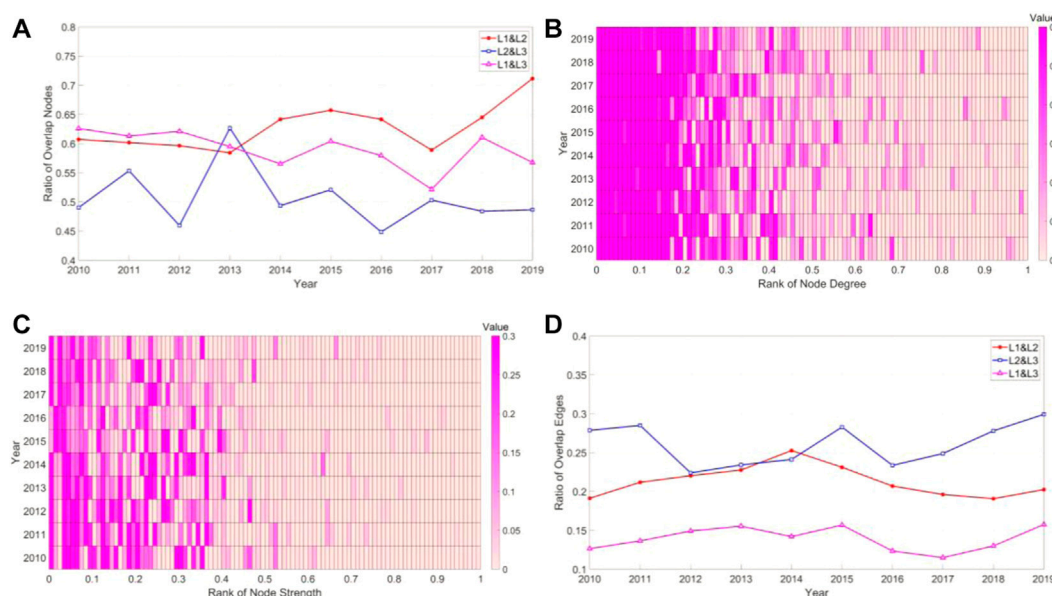 A
0.8
0.75
0.7
0.65
0.6
0.55
0.5
0.45
0.4
Ratio of Overlap Nodes
2010 2011 2012 2013 2014 2015 2016 2017 2018 2019
Year
L1&L2
L2&L3
L1&L3
B
Value
2019
2018
2017
2016
2015
2014
2013
2012
2011
2010
Year
0 0.1 0.2 0.3 0.4 0.5 0.6 0.7 0.8 0.9 1
Rank of Node Degree
C
Value
2019
2018
2017
2016
2015
2014
2013
2012
2011
2010
Year
0 0.1 0.2 0.3 0.4 0.5 0.6 0.7 0.8 0.9 1
Rank of Node Strength
0.3
0.25
0.2
0.15
0.1
0.05
0
D
0.4
0.35
0.3
0.25
0.2
0.15
0.1
Ratio of Overlap Edges
2010 2011 2012 2013 2014 2015 2016 2017 2018 2019
Year
L1&L2
L2&L3
L1&L3